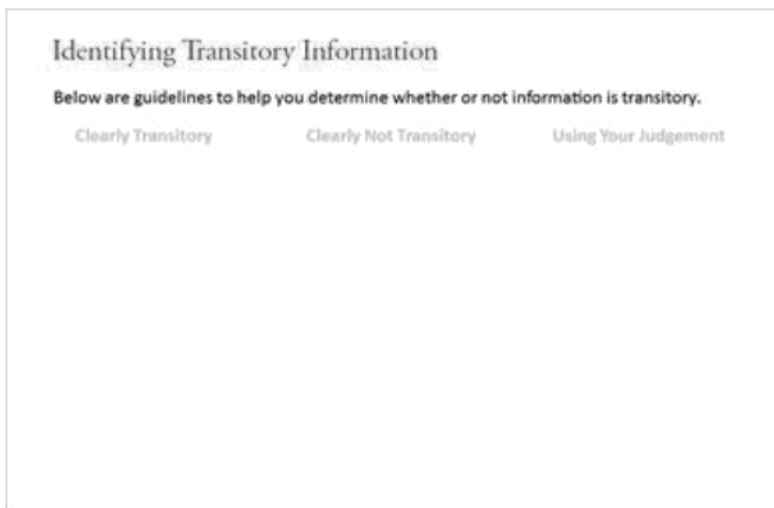 Identifying Transitory Information
Below are guidelines to help you determine whether or not information is transitory.
Clearly Transitory Clearly Not Transitory Using Your Judgement